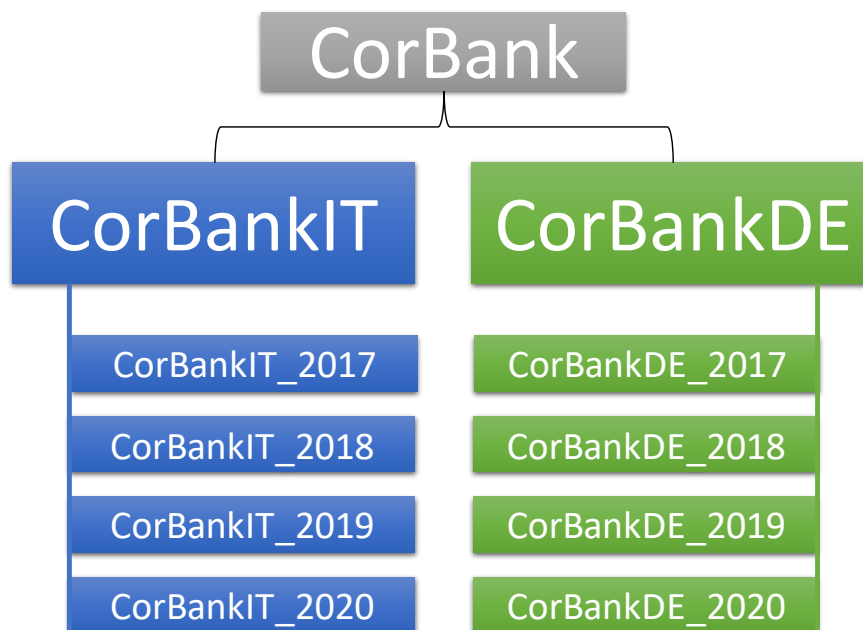 CorBank
CorBankIT
CorBankDE
CorBankIT_2017
CorBankDE_2017
CorBankIT_2018
CorBankDE_2018
CorBankIT_2019
CorBankDE_2019
CorBankIT_2020
CorBankDE_2020